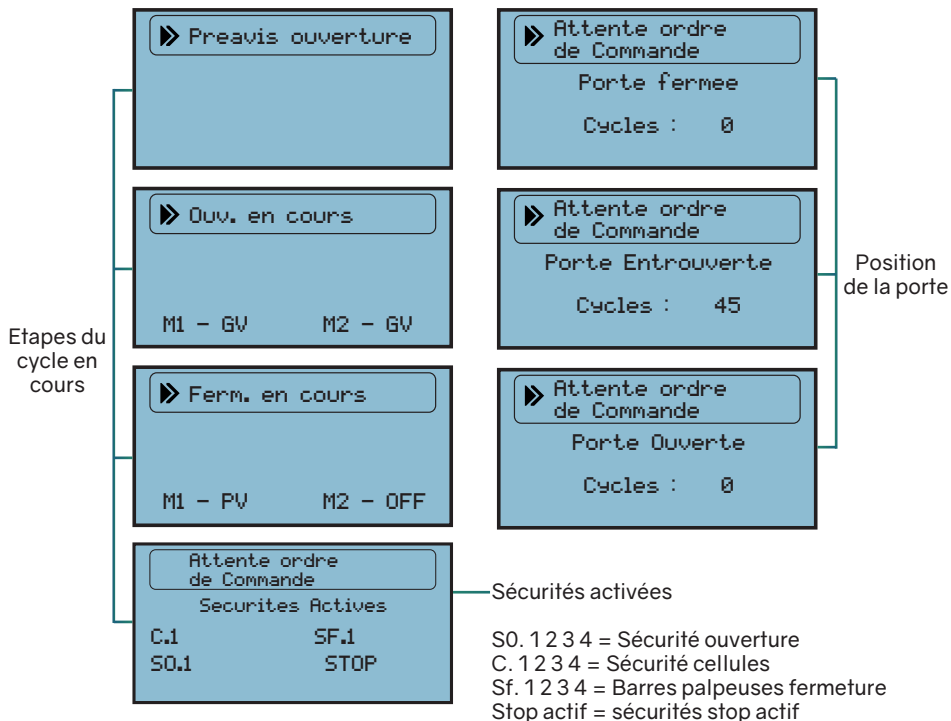 Preavis ouverture
Ouv. en cours
M1 - GV M2 - GV
Ferm. en cours
M1 - PV M2 - OFF
Attente ordre
de Commande
Securites Actives
C.1 SF.1
SO.1 STOP
Etapes du
cycle en
cours
Attente ordre
de Commande
Porte fermee
Cycles : 0
Attente ordre
de Commande
Porte Entrouverte
Cycles : 45
Attente ordre
de Commande
Porte Ouverte
Cycles : 0
Position
de la porte
Sécurités activées
SO. 1 2 3 4 = Sécurité ouverture
C. 1 2 3 4 = Sécurité cellules
Sf. 1 2 3 4 = Barres palpeuses fermeture
Stop actif = sécurités stop actif